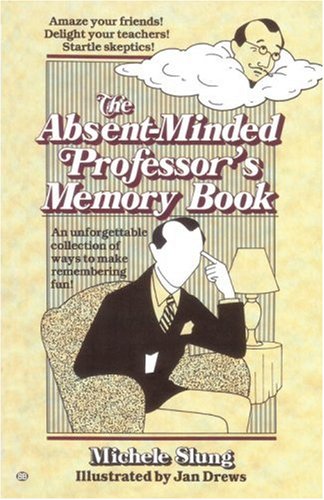 Amaze your friends!
Delight your teachers!
Startle skeptics!
The
Absent-Minded
Professor's
Memory Book
An unforgettable
collection of
ways to make
remembering
fun!
Michele Slung
Illustrated by Jan Drews
BB